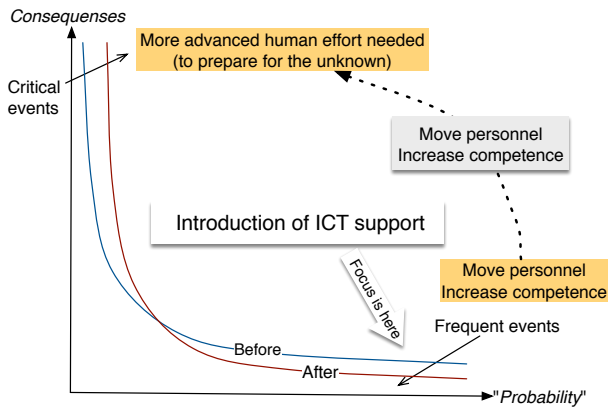 Consequenses
More advanced human effort needed
(to prepare for the unknown)
Critical
events
Move personnel
Increase competence
Introduction of ICT support
Focus is here
Move personnel
Increase competence
Frequent events
Before
After
"Probability"